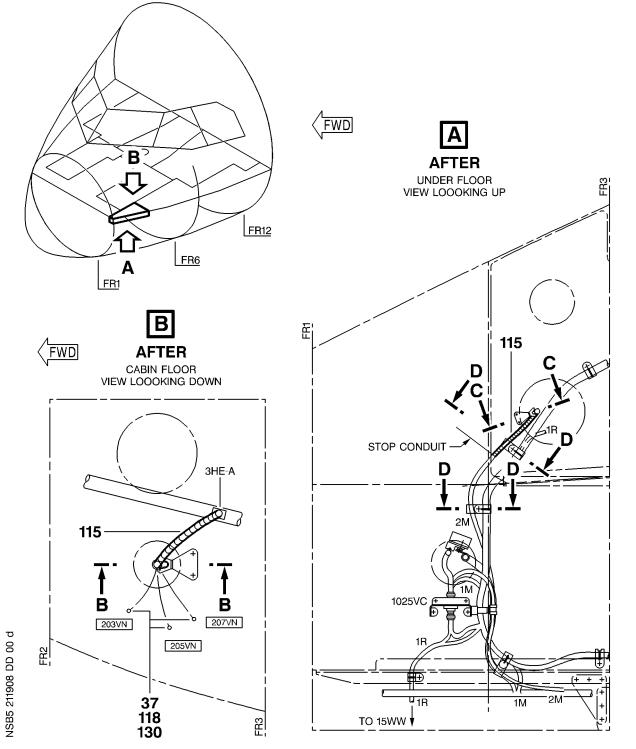 B
A
FR12
FR6
FR1
FWD
A
AFTER
UNDER FLOOR
VIEW LOOOKING UP
FR3
FR1
115
C
D
C
1R
D
STOP CONDUIT
D
D
2M
1M
1025VC
1R
1R
1M
2M
TO 15WW
B
FWD
AFTER
CABIN FLOOR
VIEW LOOOKING DOWN
3HE-A
115
B
B
203VN
207VN
205VN
FR2
37
118
130
FR3
NSB5 211908 DD 00 d